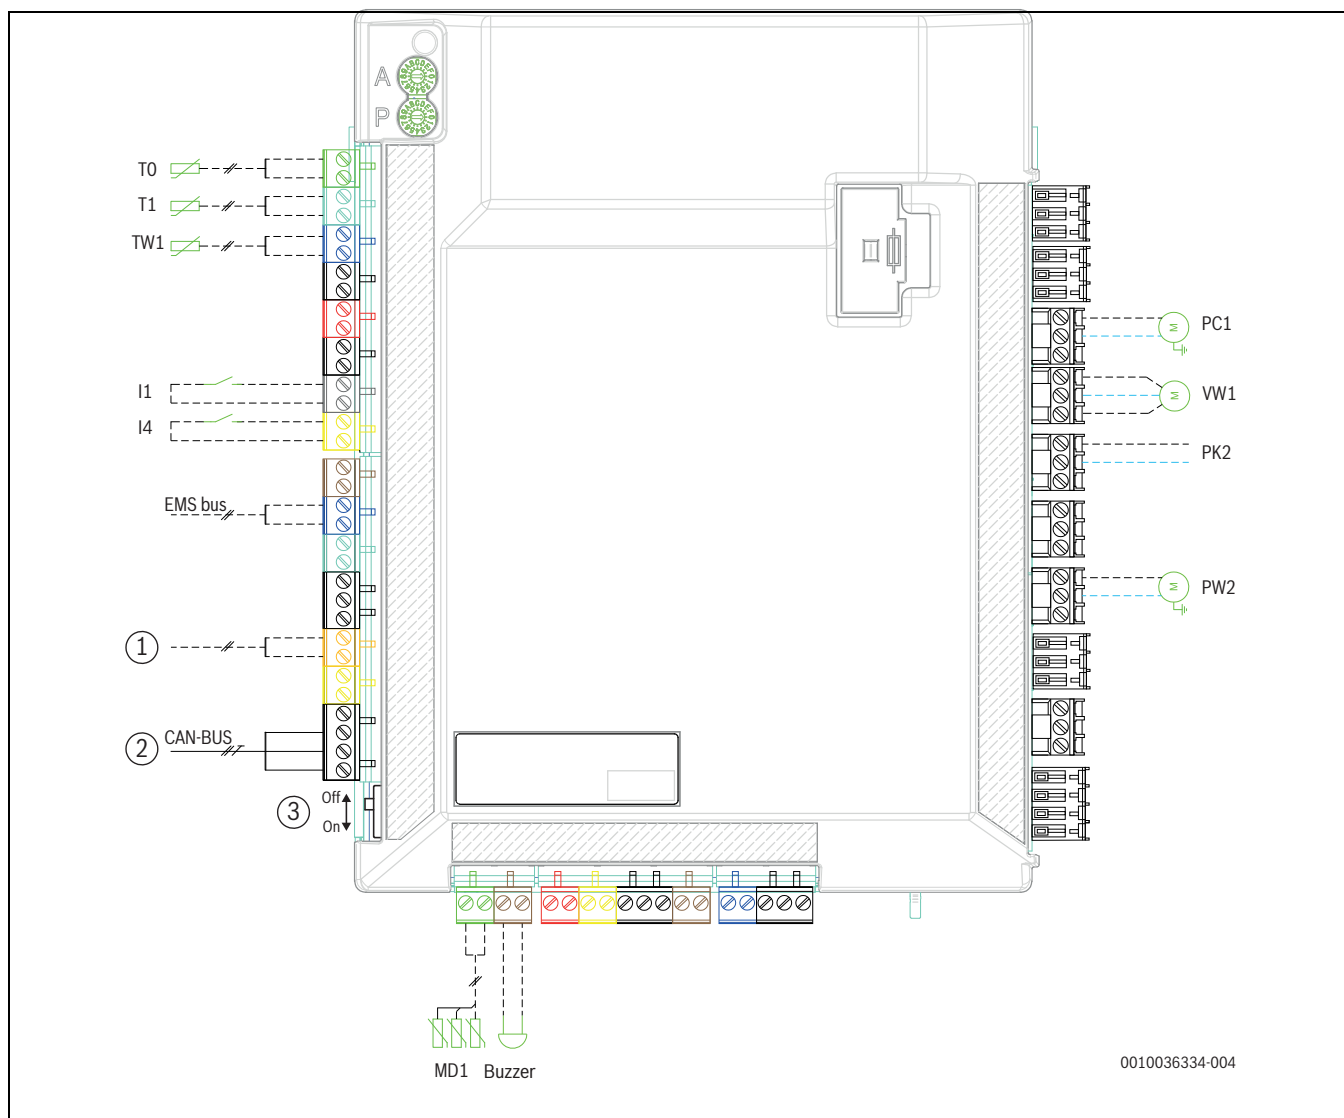 A
P
T0
T1
TW1
I1
I4
EMS bus
1
2 CAN-BUS
3 Off
On
PC1
M
VW1
M
PK2
PW2
M
MD1 Buzzer
0010036334-004